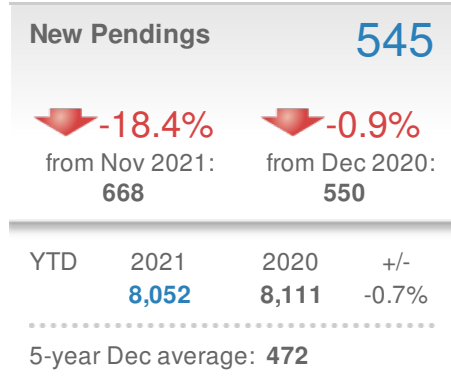 New Pendings 545
-18.4% -0.9%
from Nov 2021: from Dec 2020:
668 550
YTD 2021 2020 +/-
8,052 8,111 -0.7%
5-year Dec average: 472